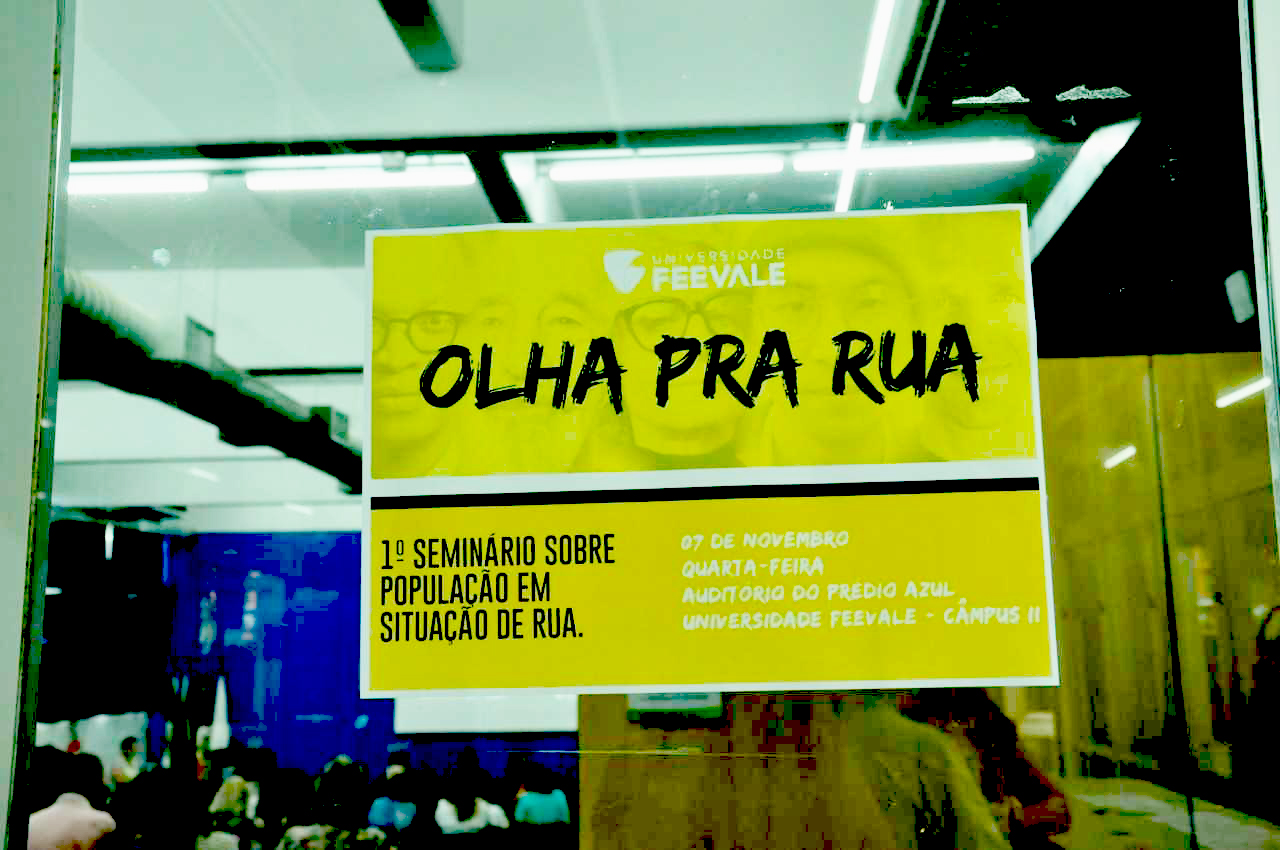 UNIVERSIDADE
FEEVALE
OLHA PRA RUA
1º SEMINÁRIO SOBRE
POPULAÇÃO EM
SITUAÇÃO DE RUA.
07 DE NOVEMBRO
QUARTA-FEIRA
AUDITÓRIO DO PRÉDIO AZUL
UNIVERSIDADE FEEVALE - CÂMPUS II